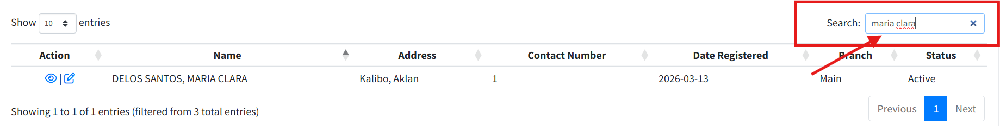 Show 10 entries Search: maria clara
Action Name Address Contact Number Date Registered Branch Status
| DELOS SANTOS, MARIA CLARA Kalibo, Aklan 1 2026-03-13 Main Active
Showing 1 to 1 of 1 entries (filtered from 3 total entries) Previous 1 Next